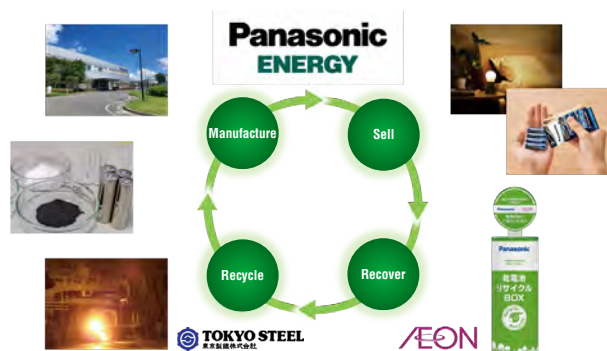 Panasonic
ENERGY
Manufacture
Sell
Recycle
Recover
Panasonic
乾電池
リサイクル
BOX
TOKYO STEEL
東京製鐵株式会社
ÆON